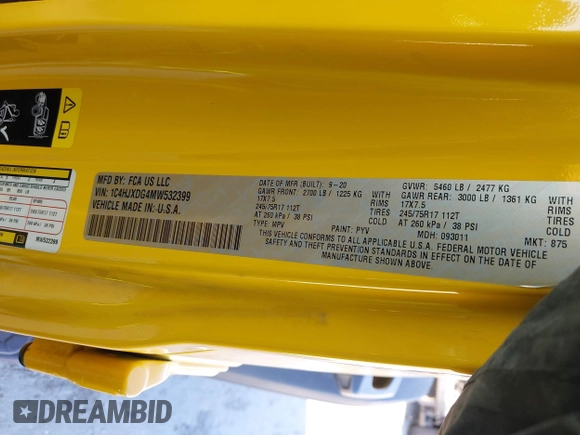 MFD BY: FCA US LLC
VIN: 1C4HJXDG4MW532399
VEHICLE MADE IN: U.S.A.
DATE OF MFR (BUILT): 9-20
GAWR FRONT: 2700 LB / 1225 KG WITH
17X7.5 RIMS
245/75R17 112T TIRES
AT 260 kPa / 38 PSI COLD
TYPE: MPV PAINT: PYV
GVWR: 5460 LB / 2477 KG
GAWR REAR: 3000 LB / 1361 KG WITH
17X7.5 RIMS
245/75R17 112T TIRES
AT 260 kPa / 38 PSI COLD
MDH: 093011 MKT: 875
THIS VEHICLE CONFORMS TO ALL APPLICABLE U.S.A. FEDERAL MOTOR VEHICLE
SAFETY AND THEFT PREVENTION STANDARDS IN EFFECT ON THE DATE OF
MANUFACTURE SHOWN ABOVE.
MW532399
DREAMBID